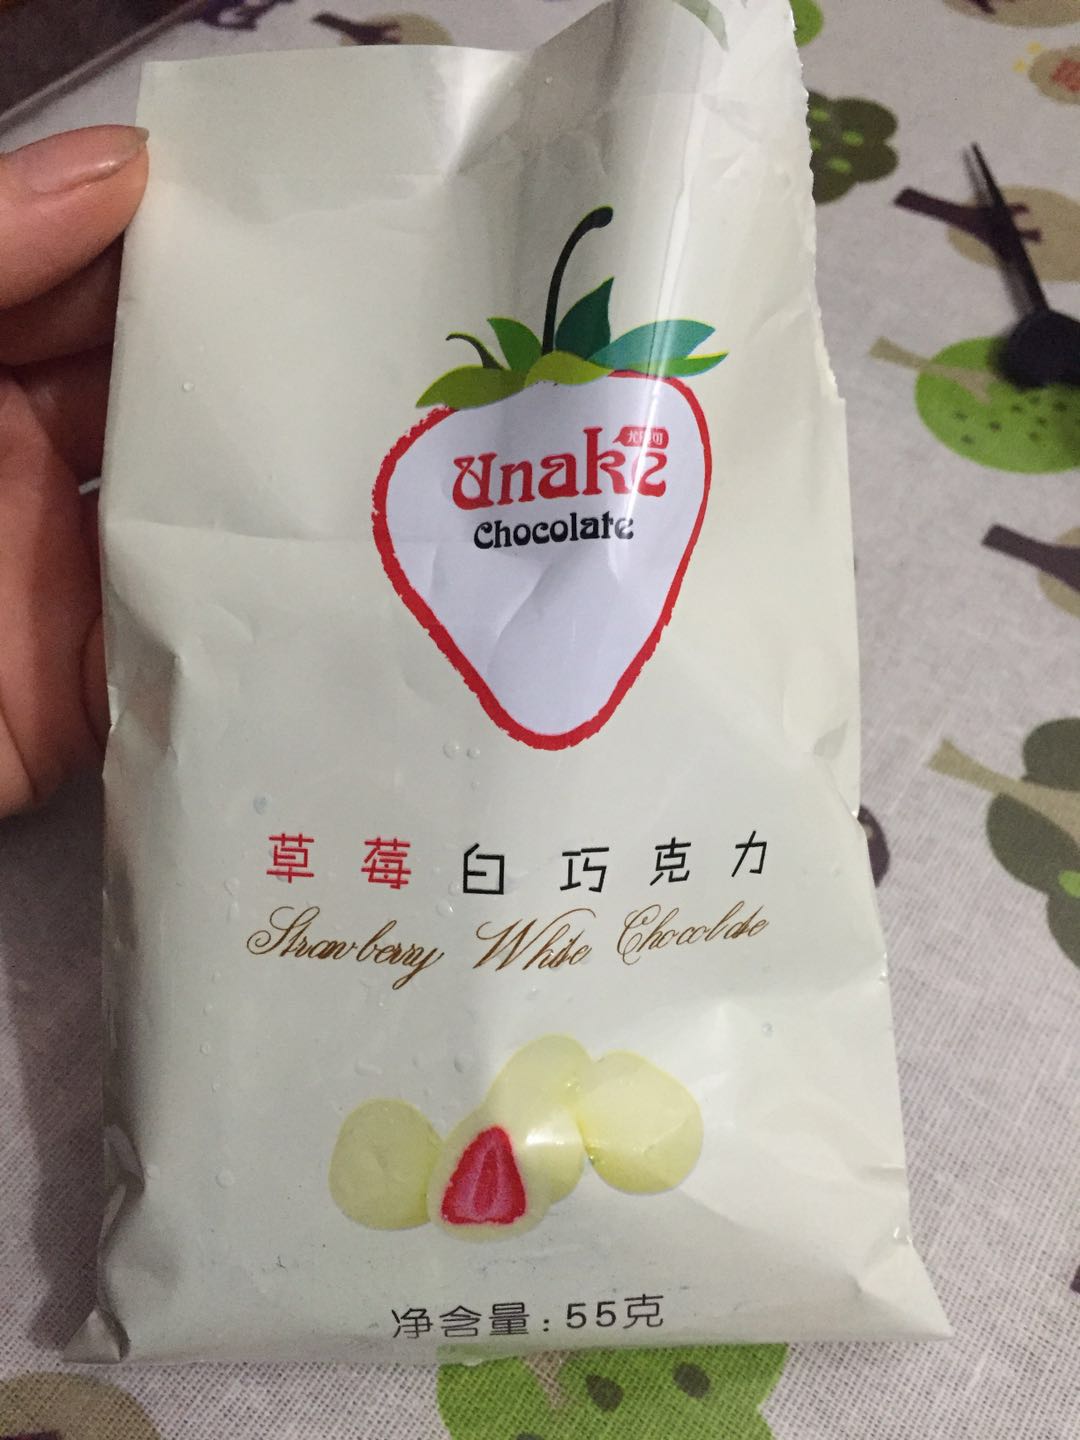 Unake
Chocolate
草莓白巧克力
Strawberry White Chocolate
净含量:55克